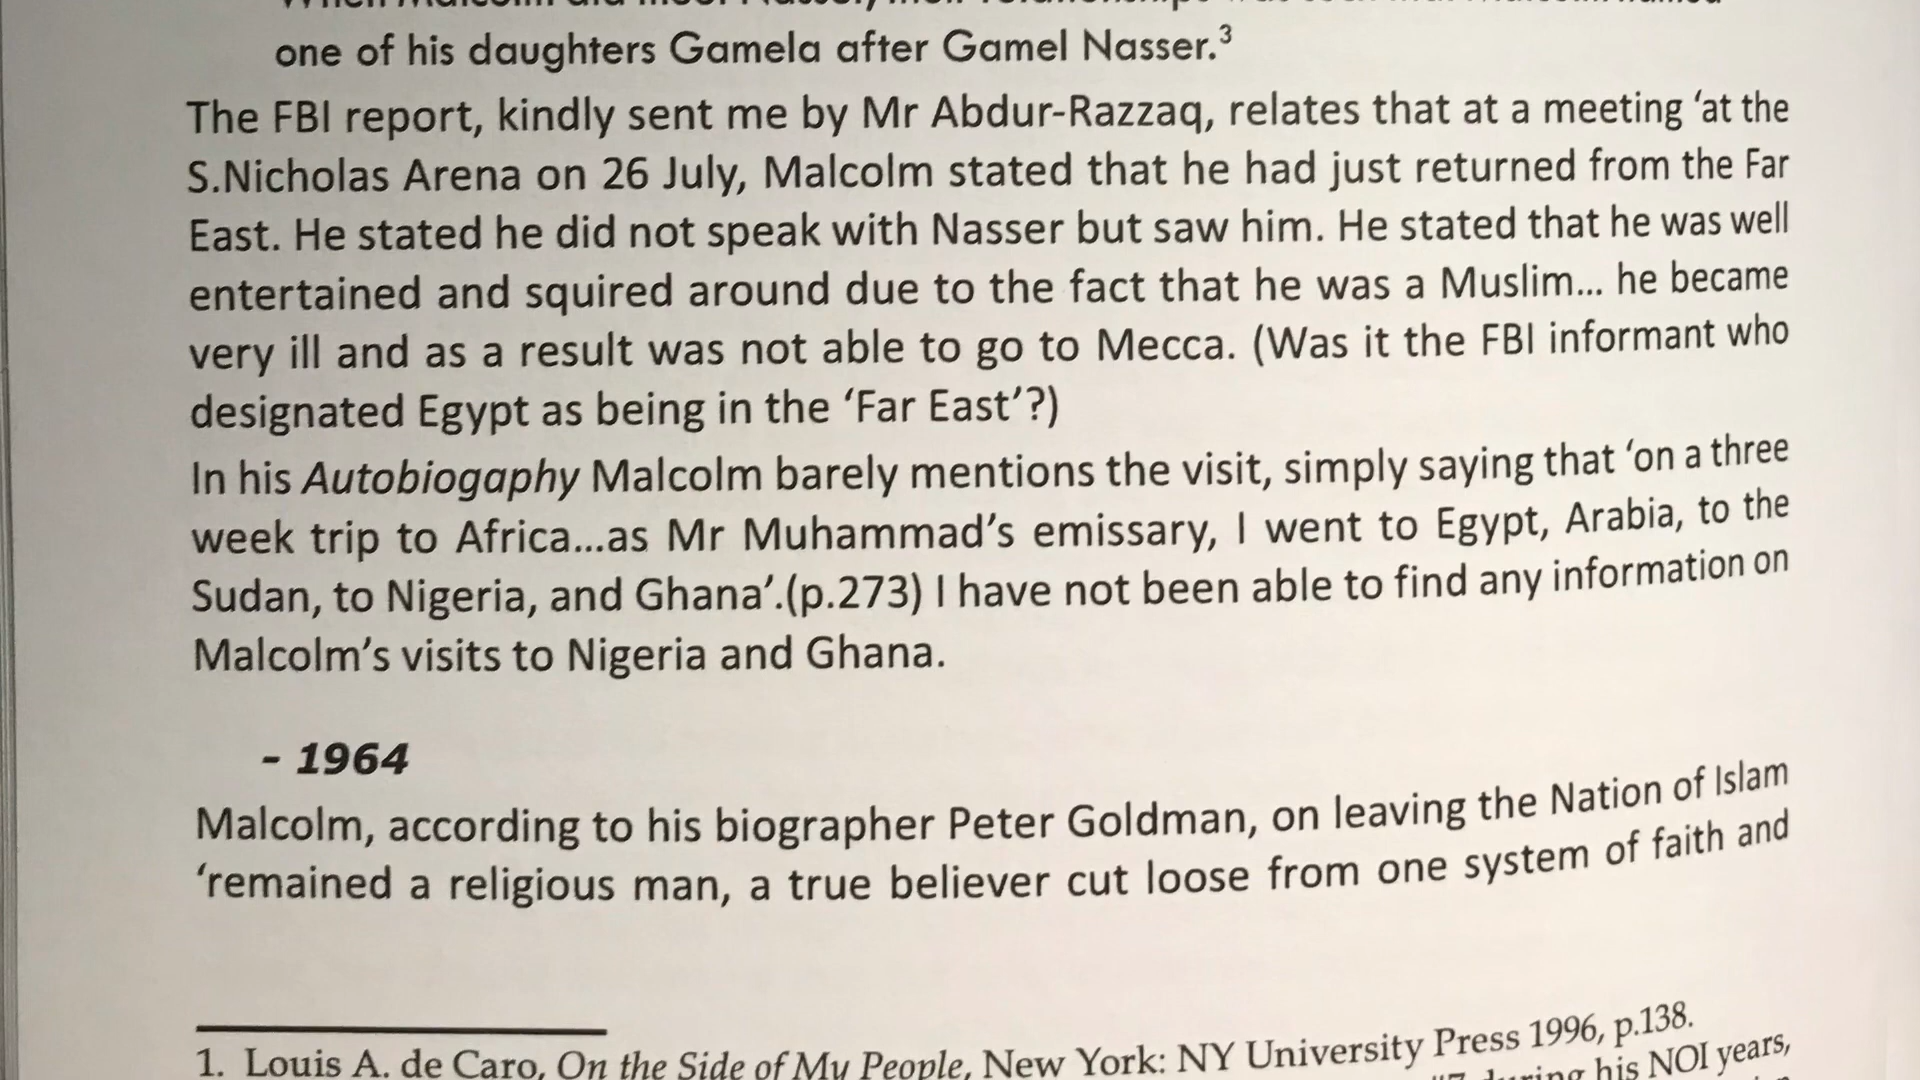 one of his daughters Gamela after Gamel Nasser.³
The FBI report, kindly sent me by Mr Abdur-Razzaq, relates that at a meeting ‘at the
S.Nicholas Arena on 26 July, Malcolm stated that he had just returned from the Far
East. He stated he did not speak with Nasser but saw him. He stated that he was well
entertained and squired around due to the fact that he was a Muslim... he became
very ill and as a result was not able to go to Mecca. (Was it the FBI informant who
designated Egypt as being in the ‘Far East’?)
In his Autobiogaphy Malcolm barely mentions the visit, simply saying that ‘on a three
week trip to Africa...as Mr Muhammad’s emissary, I went to Egypt, Arabia, to the
Sudan, to Nigeria, and Ghana’.(p.273) I have not been able to find any information on
Malcolm’s visits to Nigeria and Ghana.
- 1964
Malcolm, according to his biographer Peter Goldman, on leaving the Nation of Islam
‘remained a religious man, a true believer cut loose from one system of faith and
1. Louis A. de Caro, On the Side of My People, New York: NY University Press 1996, p.138.
his NOI years,